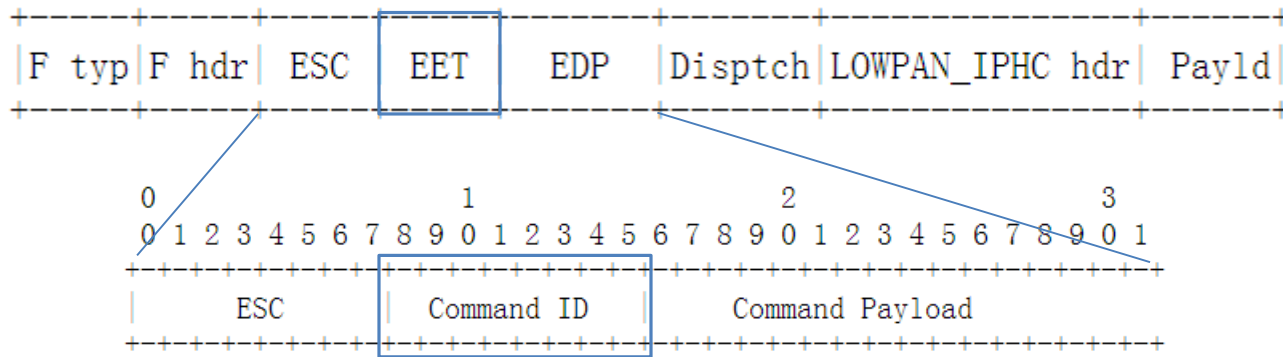 +-----+-----+-----+-----+-------+-------+---------------+------+
|F typ|F hdr| ESC | EET | EDP |Disptch|LOWPAN_IPHC hdr| Payld|
+-----+-----+-----+-----+-------+-------+---------------+------+
0 1 2 3
0 1 2 3 4 5 6 7 8 9 0 1 2 3 4 5 6 7 8 9 0 1 2 3 4 5 6 7 8 9 0 1
+-+-+-+-+-+-+-+-+-+-+-+-+-+-+-+-+-+-+-+-+-+-+-+-+-+-+-+-+-+-+-+-+
| ESC | Command ID | Command Payload
+-+-+-+-+-+-+-+-+-+-+-+-+-+-+-+-+-+-+-+-+-+-+-+-+-+-+-+-+-+-+-+-+